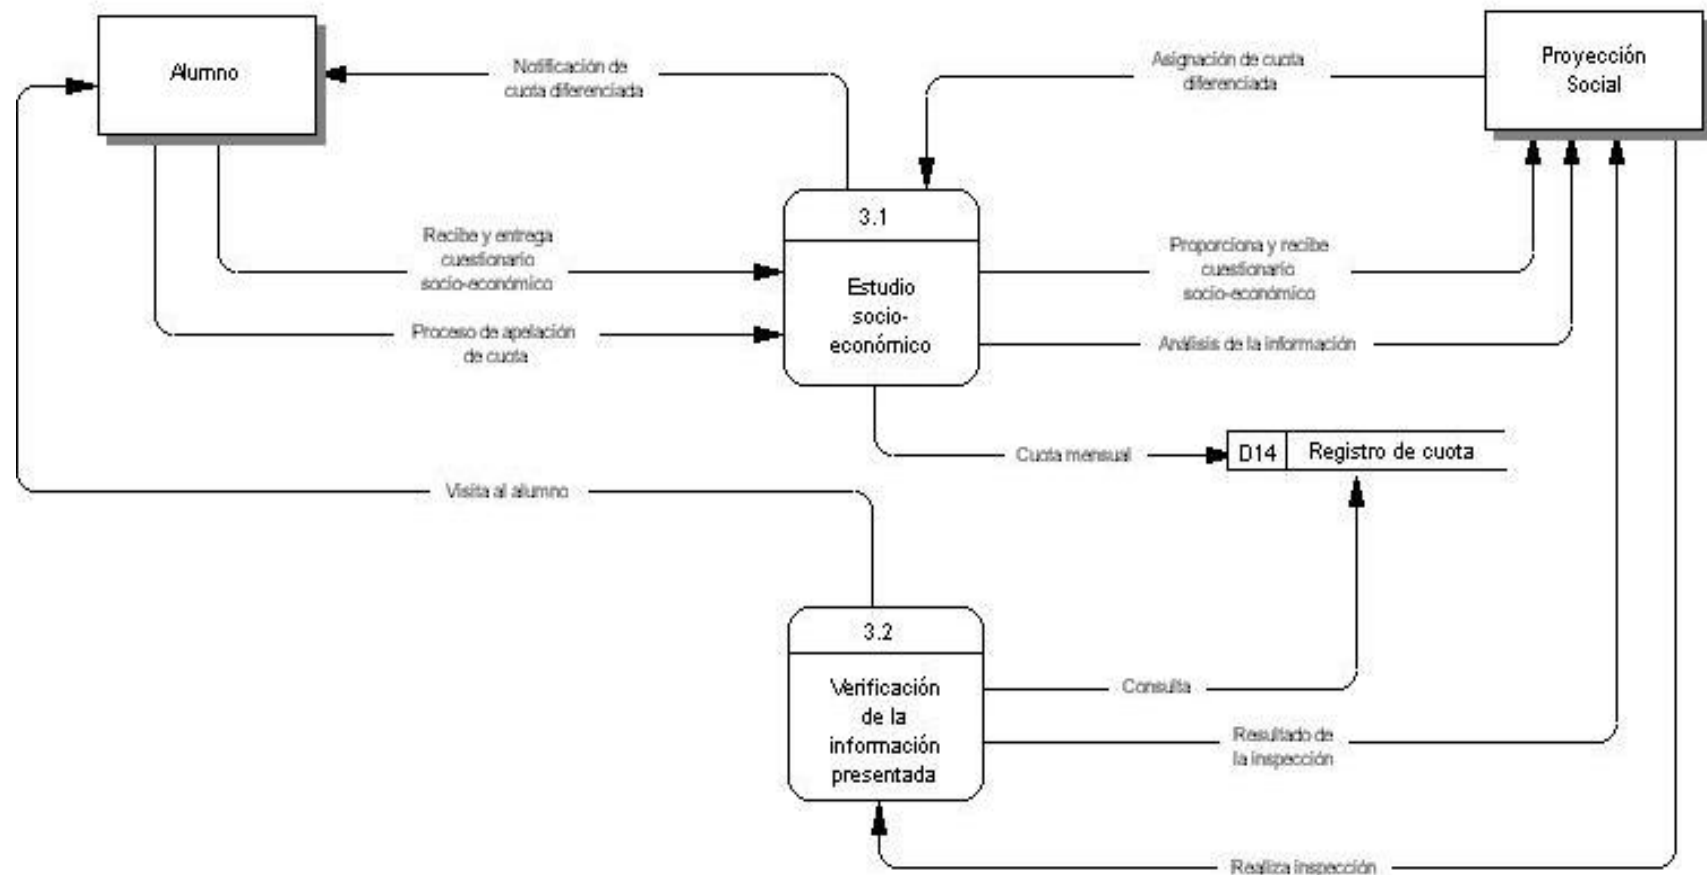 Alumno
Notificación de
cuota diferenciada
Asignación de cuota
diferenciada
Proyección
Social
3.1
Estudio
socio-
económico
Recibe y entrega
cuestionario
socio-económico
Proceso de apelación
de cuota
Proporciona y recibe
cuestionario
socio-económico
Análisis de la información
Cuota mensual
D14
Registro de cuota
Visita al alumno
3.2
Verificación
de la
información
presentada
Consulta
Resultado de
la inspección
Realiza inspección